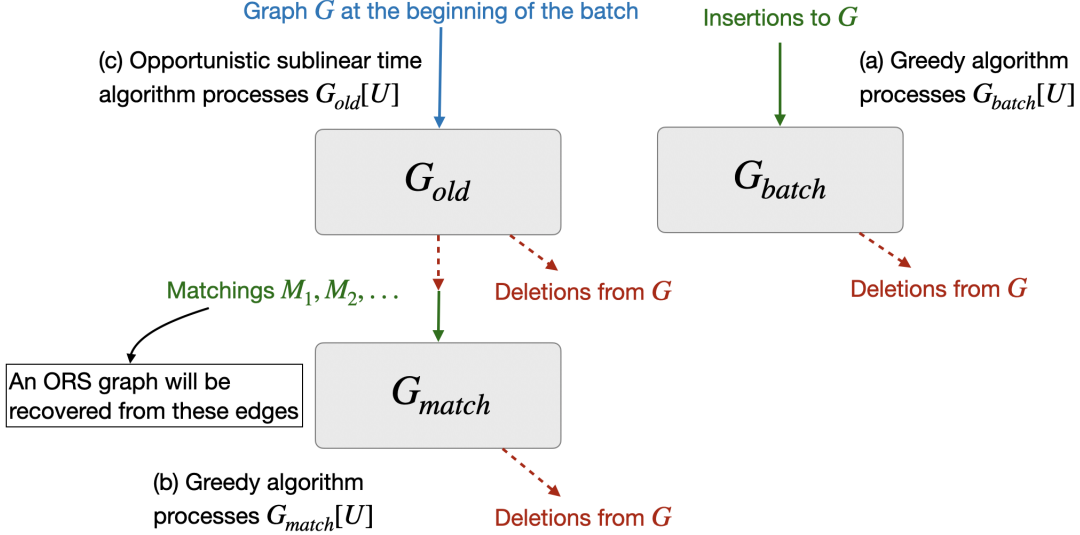 Graph G at the beginning of the batch
Insertions to G
(c) Opportunistic sublinear time
algorithm processes G_old[U]
(a) Greedy algorithm
processes G_batch[U]
G_old
G_batch
Matchings M_1, M_2, . . .
Deletions from G
Deletions from G
An ORS graph will be
recovered from these edges
G_match
(b) Greedy algorithm
processes G_match[U]
Deletions from G